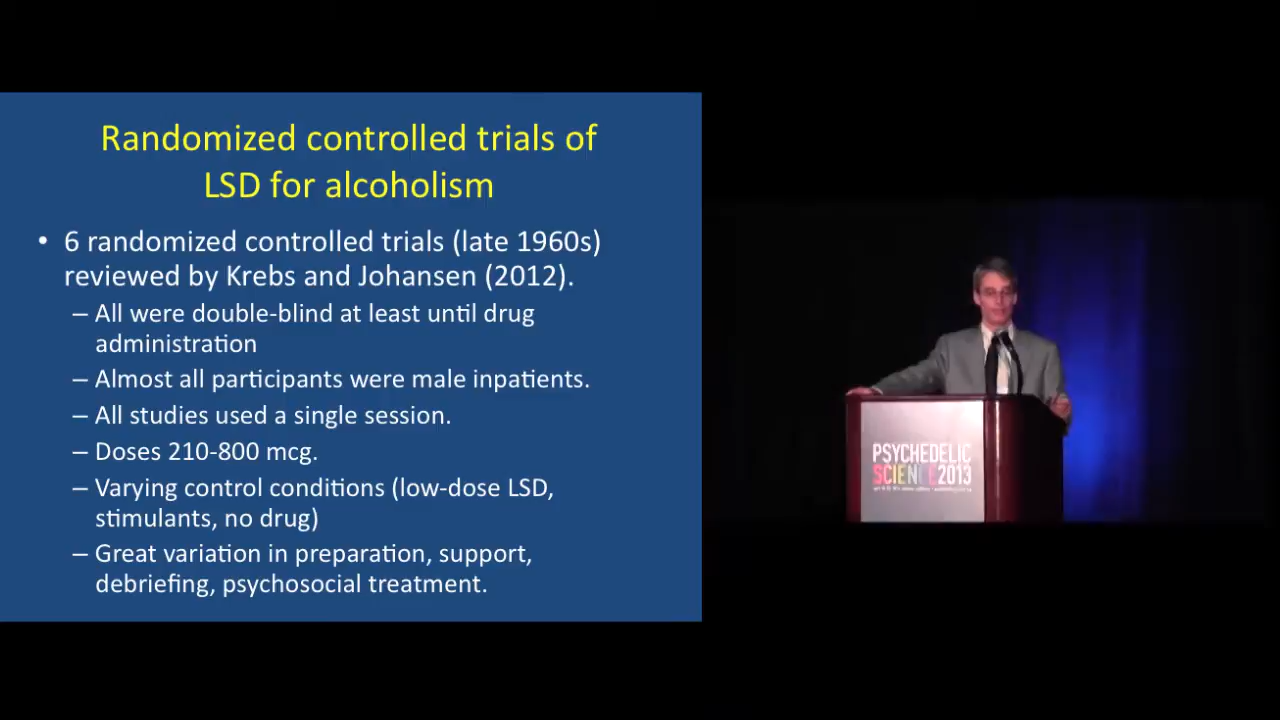 Randomized controlled trials of
LSD for alcoholism
• 6 randomized controlled trials (late 1960s)
reviewed by Krebs and Johansen (2012).
– All were double-blind at least until drug
administration
– Almost all participants were male inpatients.
– All studies used a single session.
– Doses 210-800 mcg.
– Varying control conditions (low-dose LSD,
stimulants, no drug)
– Great variation in preparation, support,
debriefing, psychosocial treatment.
PSYCHEDELIC
SCIENCE2013